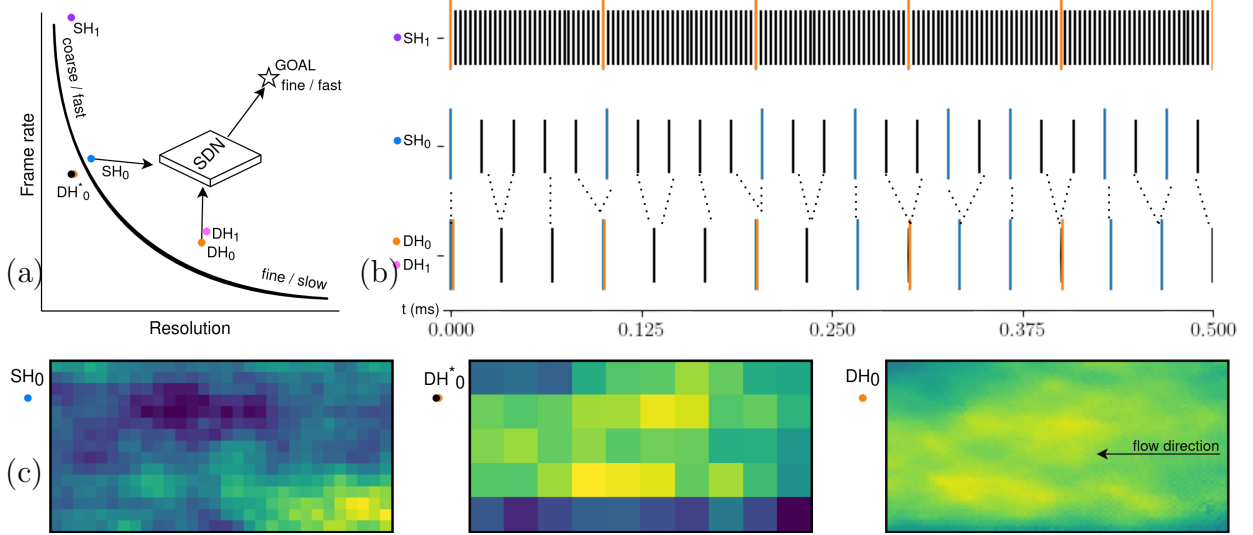 (a)
Frame rate
Resolution
coarse / fast
fine / slow
SH1
SH0
DH*0
SDN
GOAL
fine / fast
DH1
DH0
(b)
SH1
SH0
DH0
DH1
t (ms)
0.000 0.125 0.250 0.375 0.500
(c)
SH0
DH*0
DH0
flow direction